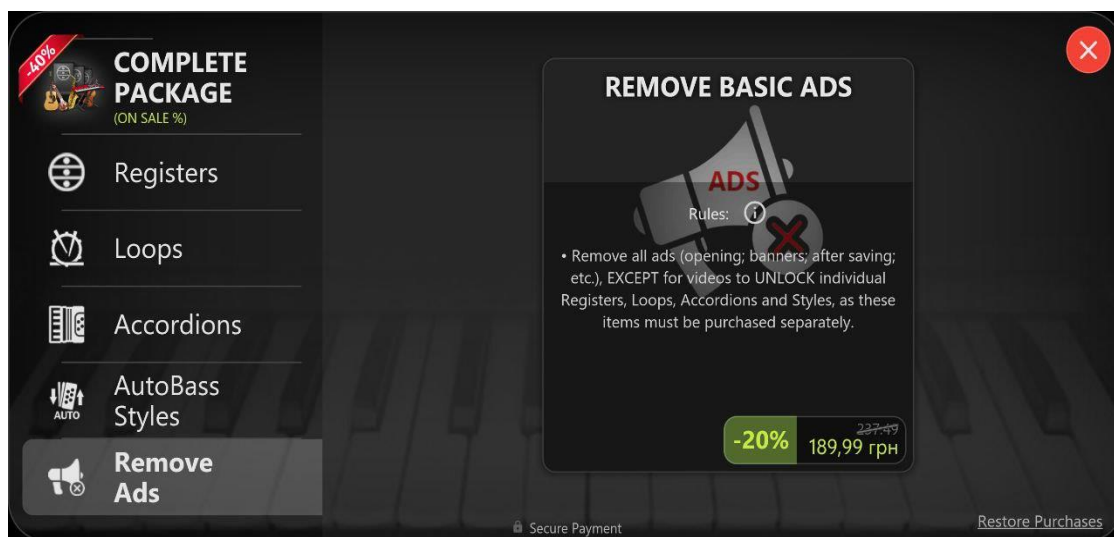 -40%
COMPLETE
PACKAGE
(ON SALE %)
Registers
Loops
Accordions
AUTO
AutoBass
Styles
Remove
Ads
REMOVE BASIC ADS
ADS
Rules: i
• Remove all ads (opening; banners; after saving;
etc.), EXCEPT for videos to UNLOCK individual
Registers, Loops, Accordions and Styles, as these
items must be purchased separately.
-20%
237.49
189,99 грн
Secure Payment
Restore Purchases